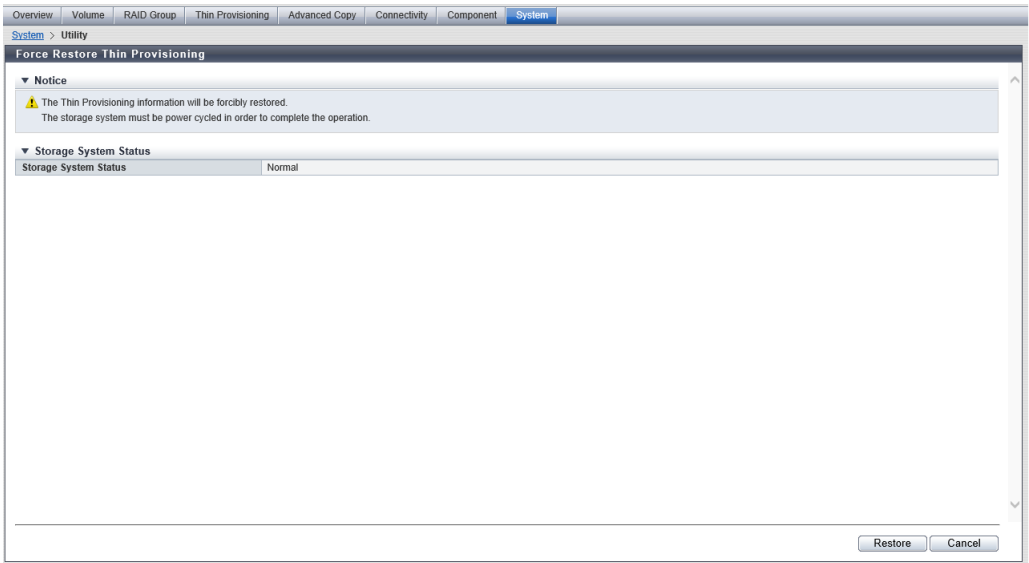 Overview Volume RAID Group Thin Provisioning Advanced Copy Connectivity Component System
System > Utility
Force Restore Thin Provisioning
▼ Notice
The Thin Provisioning information will be forcibly restored.
The storage system must be power cycled in order to complete the operation.
▼ Storage System Status
Storage System Status Normal
Restore Cancel